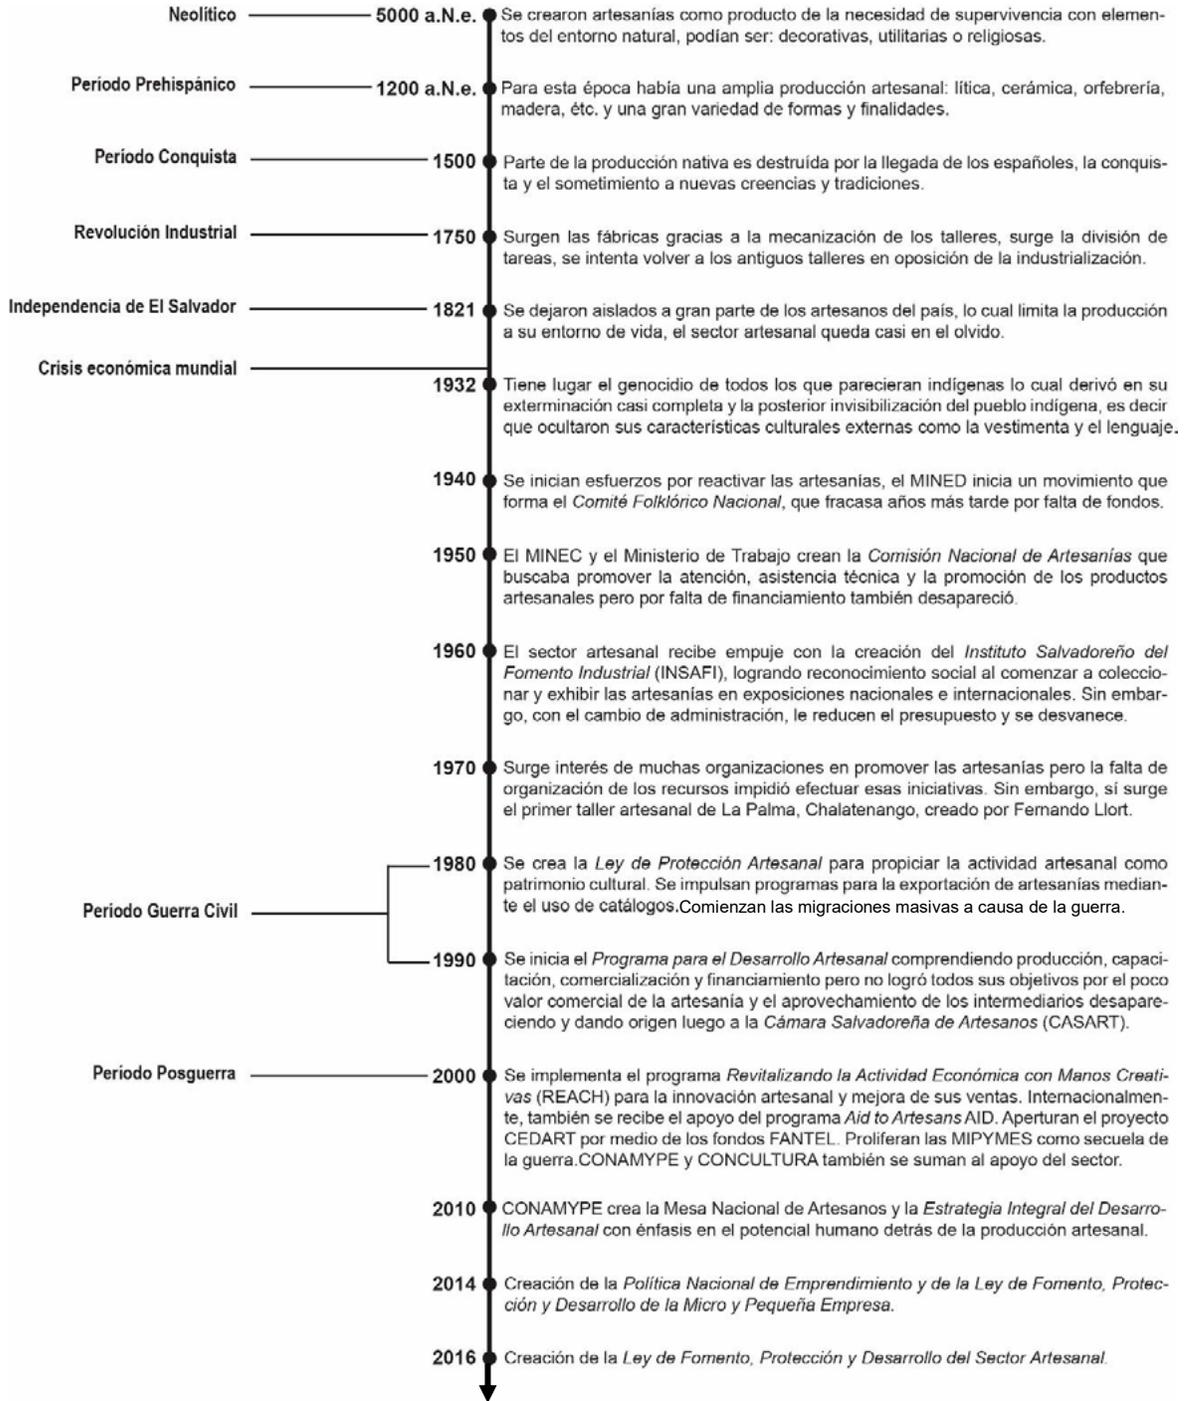 Neolítico 5000 a.N.e. Se crearon artesanías como producto de la necesidad de supervivencia con elemen-
tos del entorno natural, podían ser: decorativas, utilitarias o religiosas.
Período Prehispánico 1200 a.N.e. Para esta época había una amplia producción artesanal: lítica, cerámica, orfebrería,
madera, étc. y una gran variedad de formas y finalidades.
Período Conquista 1500 Parte de la producción nativa es destruída por la llegada de los españoles, la conquis-
ta y el sometimiento a nuevas creencias y tradiciones.
Revolución Industrial 1750 Surgen las fábricas gracias a la mecanización de los talleres, surge la división de
tareas, se intenta volver a los antiguos talleres en oposición de la industrialización.
Independencia de El Salvador 1821 Se dejaron aislados a gran parte de los artesanos del país, lo cual limita la producción
a su entorno de vida, el sector artesanal queda casi en el olvido.
Crisis económica mundial
1932 Tiene lugar el genocidio de todos los que parecieran indígenas lo cual derivó en su
exterminación casi completa y la posterior invisibilización del pueblo indígena, es decir
que ocultaron sus características culturales externas como la vestimenta y el lenguaje.
1940 Se inician esfuerzos por reactivar las artesanías, el MINED inicia un movimiento que
forma el Comité Folklórico Nacional, que fracasa años más tarde por falta de fondos.
1950 El MINEC y el Ministerio de Trabajo crean la Comisión Nacional de Artesanías que
buscaba promover la atención, asistencia técnica y la promoción de los productos
artesanales pero por falta de financiamiento también desapareció.
1960 El sector artesanal recibe empuje con la creación del Instituto Salvadoreño del
Fomento Industrial (INSAFI), logrando reconocimiento social al comenzar a coleccio-
nar y exhibir las artesanías en exposiciones nacionales e internacionales. Sin embar-
go, con el cambio de administración, le reducen el presupuesto y se desvanece.
1970 Surge interés de muchas organizaciones en promover las artesanías pero la falta de
organización de los recursos impidió efectuar esas iniciativas. Sin embargo, sí surge
el primer taller artesanal de La Palma, Chalatenango, creado por Fernando Llort.
1980 Se crea la Ley de Protección Artesanal para propiciar la actividad artesanal como
patrimonio cultural. Se impulsan programas para la exportación de artesanías median-
Período Guerra Civil te el uso de catálogos.Comienzan las migraciones masivas a causa de la guerra.
1990 Se inicia el Programa para el Desarrollo Artesanal comprendiendo producción, capaci-
tación, comercialización y financiamiento pero no logró todos sus objetivos por el poco
valor comercial de la artesanía y el aprovechamiento de los intermediarios desapare-
ciendo y dando origen luego a la Cámara Salvadoreña de Artesanos (CASART).
Período Posguerra 2000 Se implementa el programa Revitalizando la Actividad Económica con Manos Creati-
vas (REACH) para la innovación artesanal y mejora de sus ventas. Internacionalmen-
te, también se recibe el apoyo del programa Aid to Artesans AID. Aperturan el proyecto
CEDART por medio de los fondos FANTEL. Proliferan las MIPYMES como secuela de
la guerra.CONAMYPE y CONCULTURA también se suman al apoyo del sector.
2010 CONAMYPE crea la Mesa Nacional de Artesanos y la Estrategia Integral del Desarro-
llo Artesanal con énfasis en el potencial humano detrás de la producción artesanal.
2014 Creación de la Política Nacional de Emprendimiento y de la Ley de Fomento, Protec-
ción y Desarrollo de la Micro y Pequeña Empresa.
2016 Creación de la Ley de Fomento, Protección y Desarrollo del Sector Artesanal.